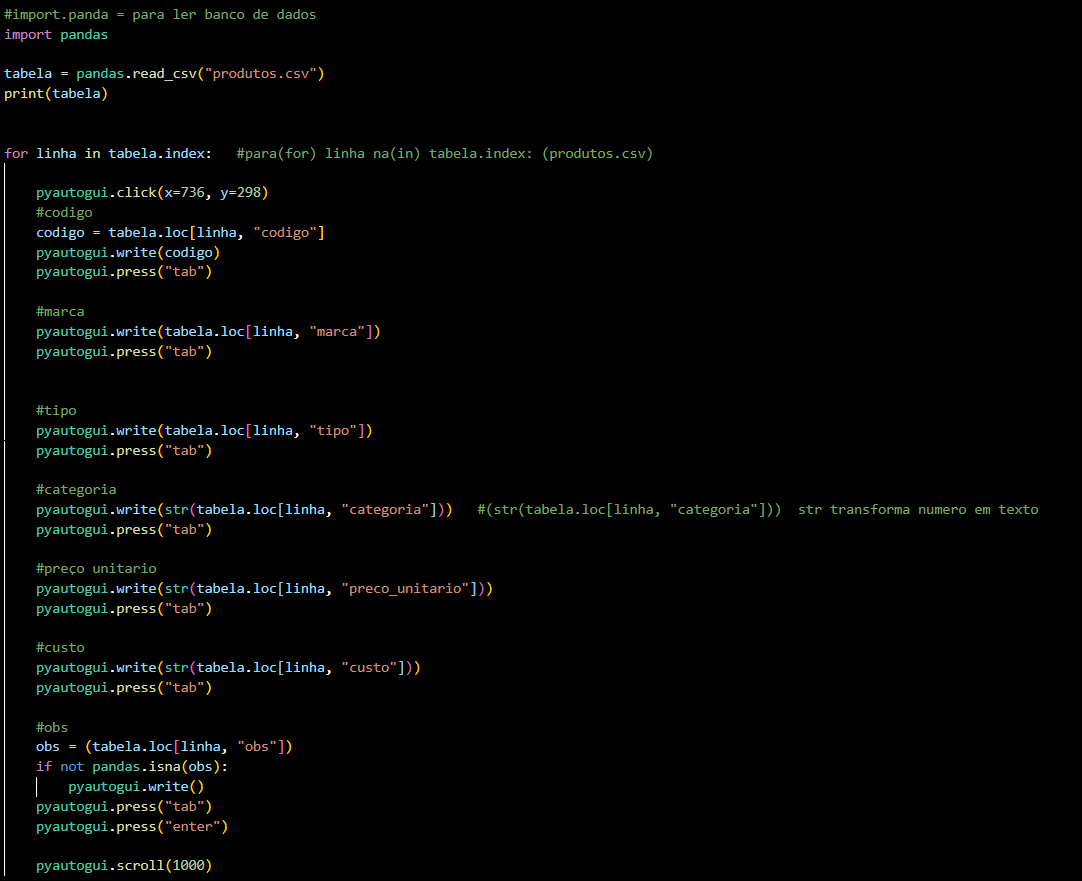 #import.panda = para ler banco de dados
import pandas
tabela = pandas.read_csv("produtos.csv")
print(tabela)
for linha in tabela.index:   #para(for) linha na(in) tabela.index: (produtos.csv)
    pyautogui.click(x=736, y=298)
    #codigo
    codigo = tabela.loc[linha, "codigo"]
    pyautogui.write(codigo)
    pyautogui.press("tab")
    #marca
    pyautogui.write(tabela.loc[linha, "marca"])
    pyautogui.press("tab")
    #tipo
    pyautogui.write(tabela.loc[linha, "tipo"])
    pyautogui.press("tab")
    #categoria
    pyautogui.write(str(tabela.loc[linha, "categoria"]))   #(str(tabela.loc[linha, "categoria"]))  str transforma numero em texto
    pyautogui.press("tab")
    #preço unitario
    pyautogui.write(str(tabela.loc[linha, "preco_unitario"]))
    pyautogui.press("tab")
    #custo
    pyautogui.write(str(tabela.loc[linha, "custo"]))
    pyautogui.press("tab")
    #obs
    obs = (tabela.loc[linha, "obs"])
    if not pandas.isna(obs):
        pyautogui.write()
    pyautogui.press("tab")
    pyautogui.press("enter")
    pyautogui.scroll(1000)